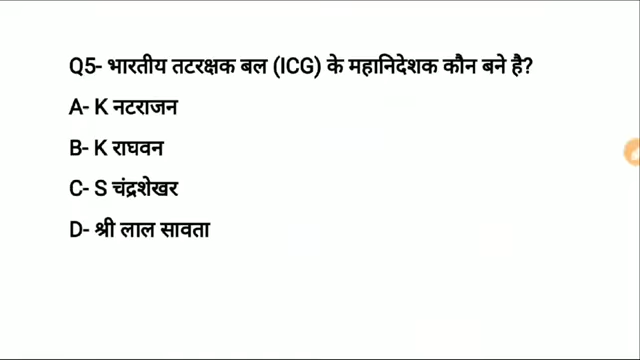 Q5- भारतीय तटरक्षक बल (ICG) के महानिदेशक कौन बने है?
A- K नटराजन
B- K राघवन
C- S चंद्रशेखर
D- श्री लाल सावता